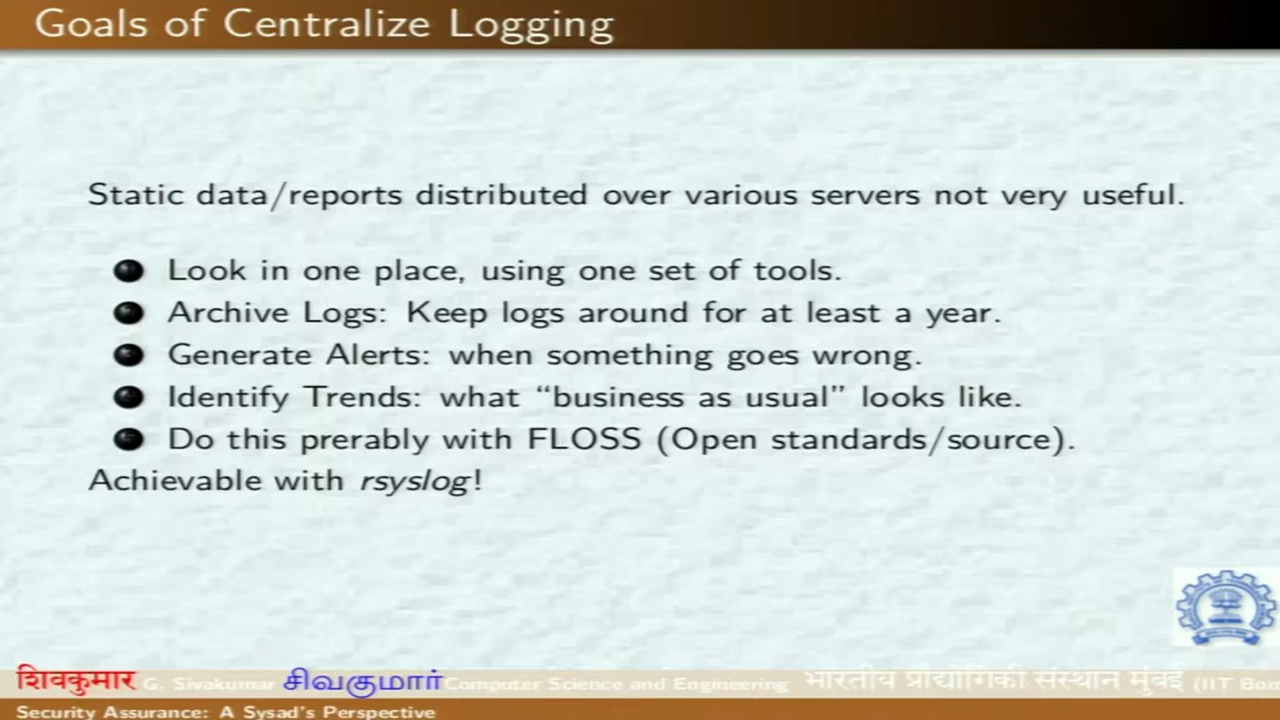 Goals of Centralize Logging
Static data/reports distributed over various servers not very useful.
Look in one place, using one set of tools.
Archive Logs: Keep logs around for at least a year.
Generate Alerts: when something goes wrong.
Identify Trends: what “business as usual” looks like.
Do this prerably with FLOSS (Open standards/source).
Achievable with rsyslog!
शिवकुमार G. Sivakumar சிவகுமார் Computer Science and Engineering भारतीय प्रौद्योगिकी संस्थान मुंबई (IIT Bom
Security Assurance: A Sysad's Perspective